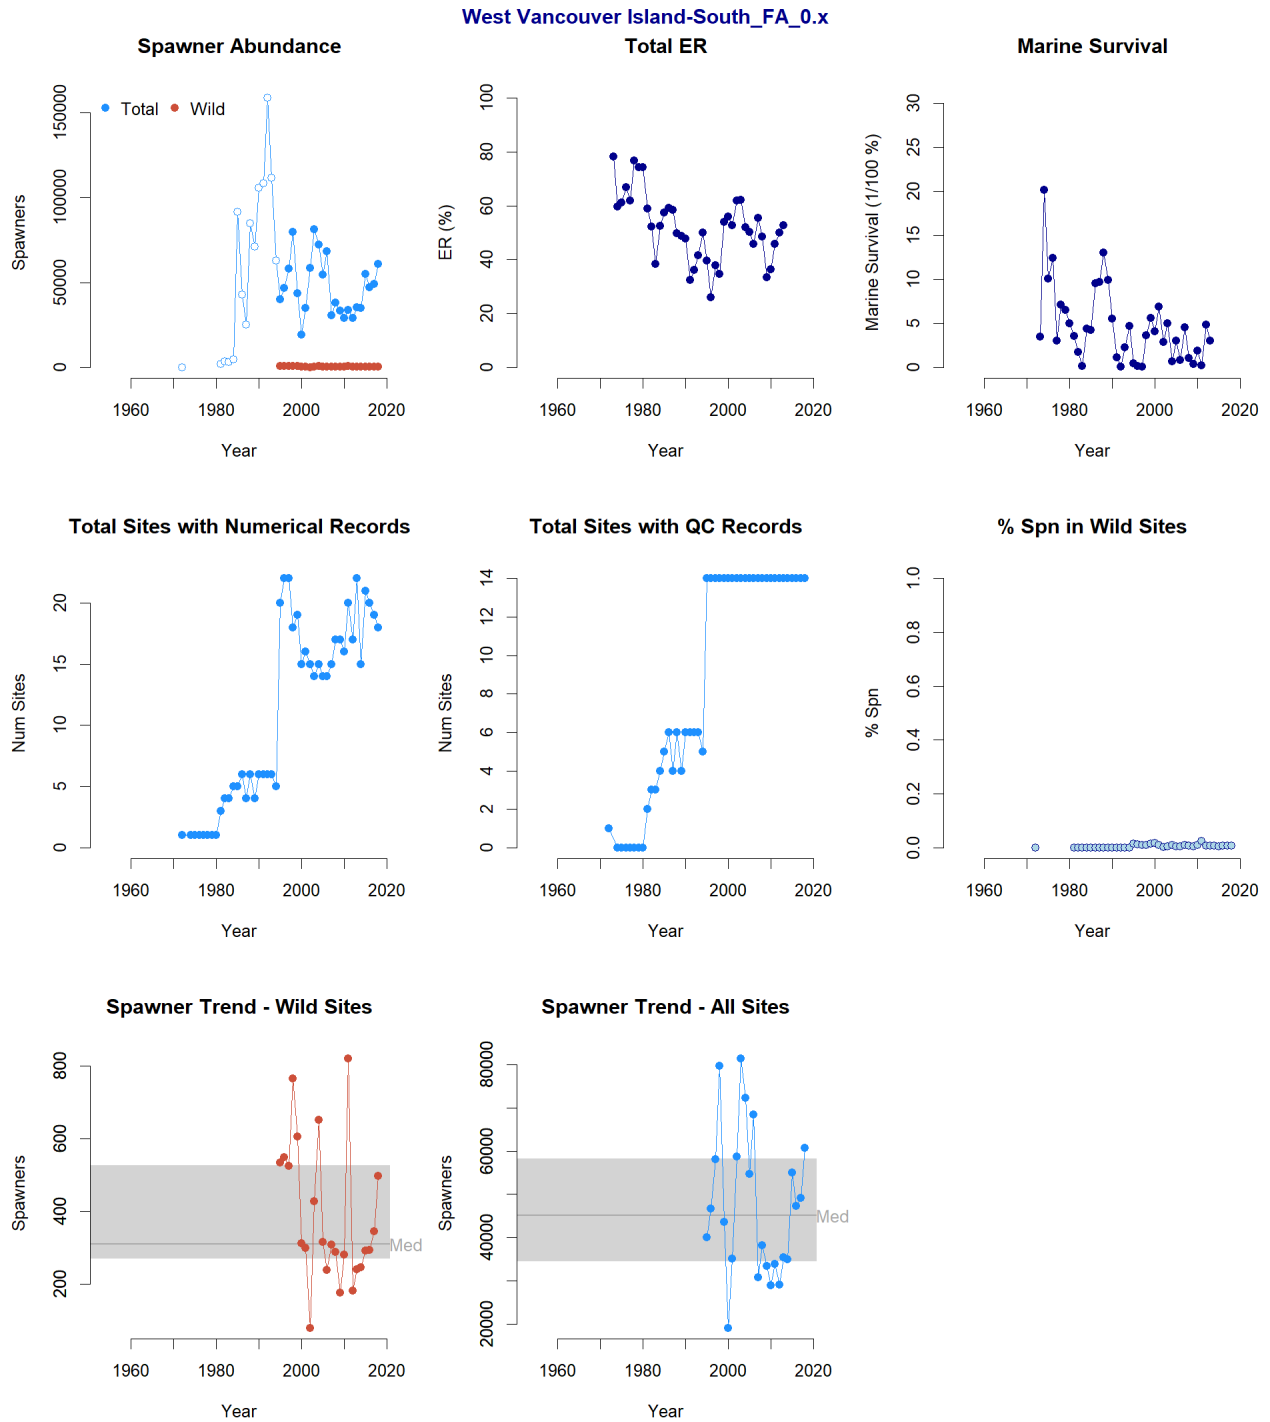 West Vancouver Island-South_FA_0.x
Spawner Abundance
Total ER
Marine Survival
Total
Wild
Spawners
0
50000
100000
150000
1960
1980
2000
2020
Year
ER (%)
0
20
40
60
80
100
1960
1980
2000
2020
Year
Marine Survival (1/100 %)
0
5
10
15
20
25
30
1960
1980
2000
2020
Year
Total Sites with Numerical Records
Total Sites with QC Records
% Spn in Wild Sites
Num Sites
0
5
10
15
20
1960
1980
2000
2020
Year
Num Sites
0
2
4
6
8
10
12
14
1960
1980
2000
2020
Year
% Spn
0.0
0.2
0.4
0.6
0.8
1.0
1960
1980
2000
2020
Year
Spawner Trend - Wild Sites
Spawner Trend - All Sites
Spawners
200
400
600
800
Med
1960
1980
2000
2020
Year
Spawners
20000
40000
60000
80000
Med
1960
1980
2000
2020
Year